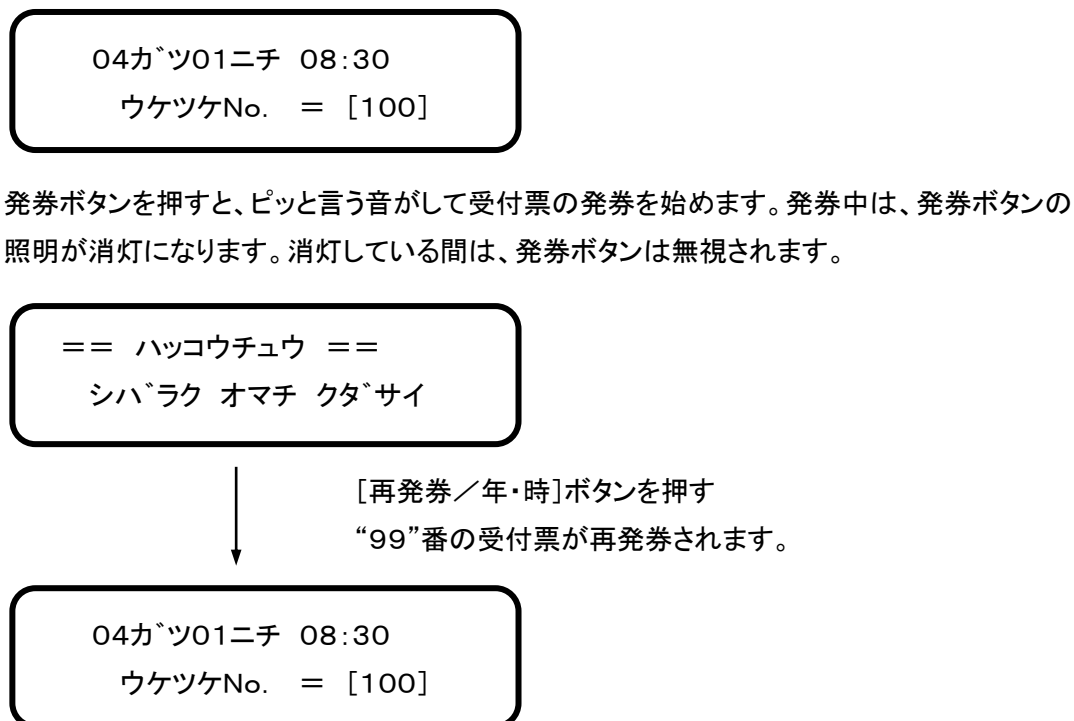 04カ゛ツ01ニチ 08:30
ウケツケNo. = [100]
発券ボタンを押すと、ピッと言う音がして受付票の発券を始めます。発券中は、発券ボタンの
照明が消灯になります。消灯している間は、発券ボタンは無視されます。
== ハッコウチュウ ==
シハ゛ラク オマチ クタ゛サイ
[再発券/年・時]ボタンを押す
“99”番の受付票が再発券されます。
04カ゛ツ01ニチ 08:30
ウケツケNo. = [100]